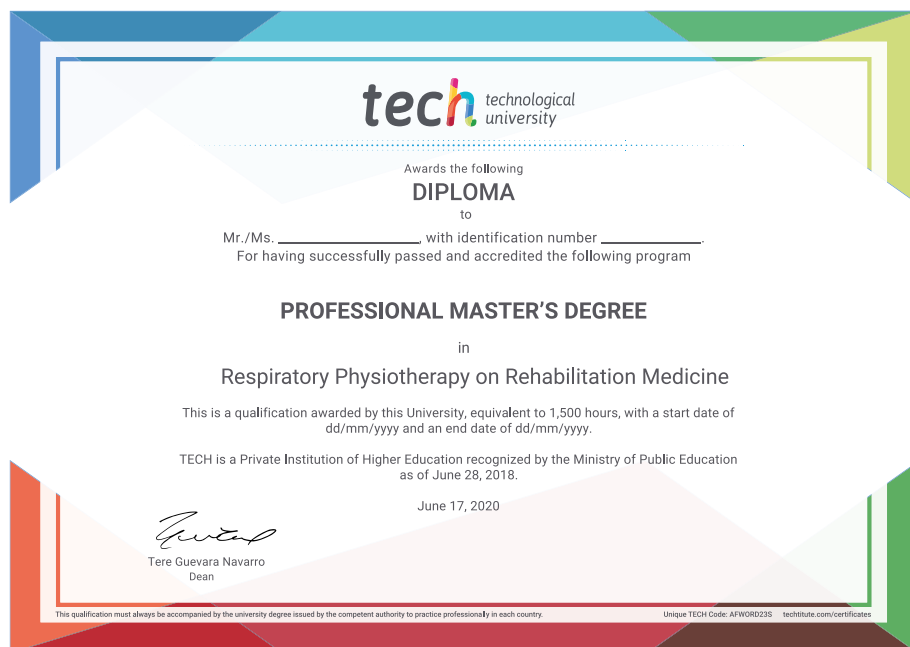 tech technological
university
Awards the following
DIPLOMA
to
Mr./Ms. ____________________, with identification number ______________.
For having successfully passed and accredited the following program
PROFESSIONAL MASTER'S DEGREE
in
Respiratory Physiotherapy on Rehabilitation Medicine
This is a qualification awarded by this University, equivalent to 1,500 hours, with a start date of
dd/mm/yyyy and an end date of dd/mm/yyyy.
TECH is a Private Institution of Higher Education recognized by the Ministry of Public Education
as of June 28, 2018.
June 17, 2020
Tere Guevara Navarro
Dean
This qualification must always be accompanied by the university degree issued by the competent authority to practice professionally in each country. Unique TECH Code: AFWORD23S techtitute.com/certificates